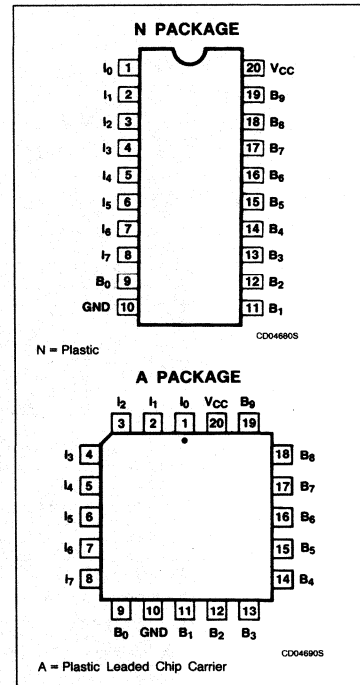 N PACKAGE
I0 1 20 VCC
I1 2 19 B9
I2 3 18 B8
I3 4 17 B7
I4 5 16 B6
I5 6 15 B5
I6 7 14 B4
I7 8 13 B3
B0 9 12 B2
GND 10 11 B1
CD04680S
N = Plastic
A PACKAGE
I2 I1 I0 VCC B9
3 2 1 20 19
I3 4 18 B8
I4 5 17 B7
I5 6 16 B6
I6 7 15 B5
I7 8 14 B4
9 10 11 12 13
B0 GND B1 B2 B3
CD04690S
A = Plastic Leaded Chip Carrier